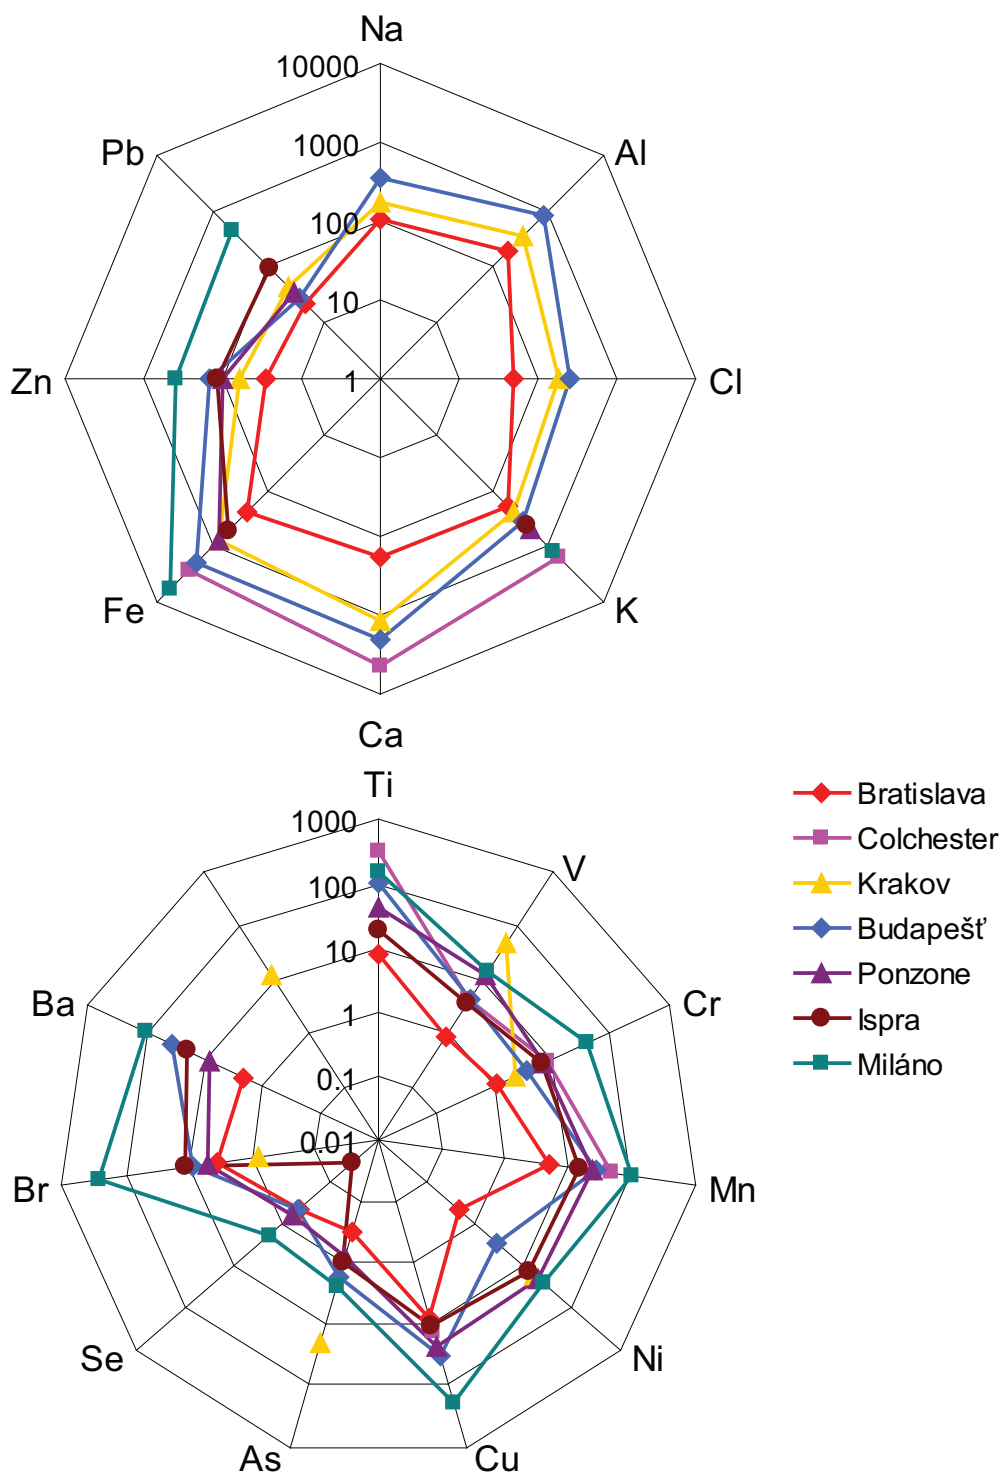 Na
10000
Pb
1000
Al
100
10
Zn
1
Cl
Fe
K
Ca
Ti
1000
V
100
10
Ba
1
Cr
0.1
0.01
Br
Mn
Se
Ni
As
Cu
Bratislava
Colchester
Krakov
Budapešť
Ponzone
Ispra
Miláno